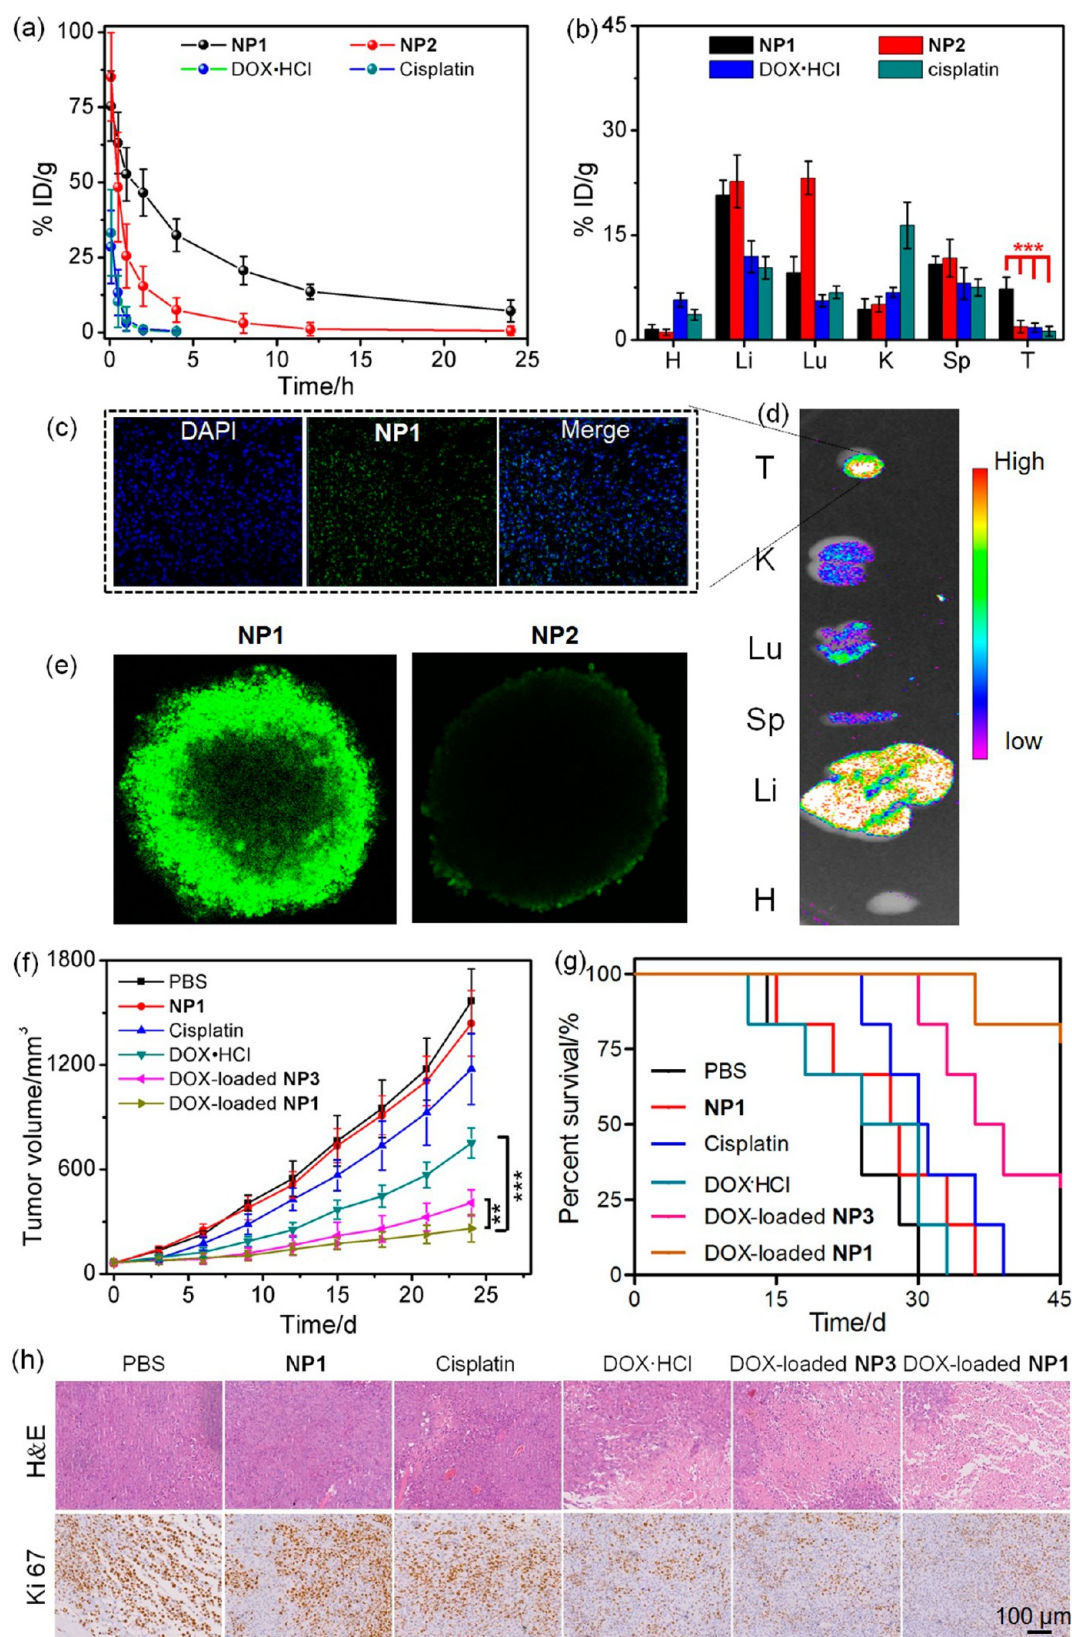 (a)
100
75
50
25
0
% ID/g
NP1 NP2
DOX•HCl Cisplatin
0 5 10 15 20 25
Time/h
(b)
45
30
15
0
% ID/g
NP1 NP2
DOX•HCl cisplatin
***
H Li Lu K Sp T
(c)
DAPI NP1 Merge
(d)
T
K
Lu
Sp
Li
H
High
low
NP1 NP2
(e)
(f)
1800
1200
600
0
Tumor volume/mm³
PBS
NP1
Cisplatin
DOX•HCl
DOX-loaded NP3
DOX-loaded NP1
***
**
0 5 10 15 20 25
Time/d
(g)
100
75
50
25
0
Percent survival/%
PBS
NP1
Cisplatin
DOX·HCl
DOX-loaded NP3
DOX-loaded NP1
0 15 30 45
Time/d
(h)
PBS NP1 Cisplatin DOX·HCl DOX-loaded NP3 DOX-loaded NP1
H&E
Ki 67
100 μm